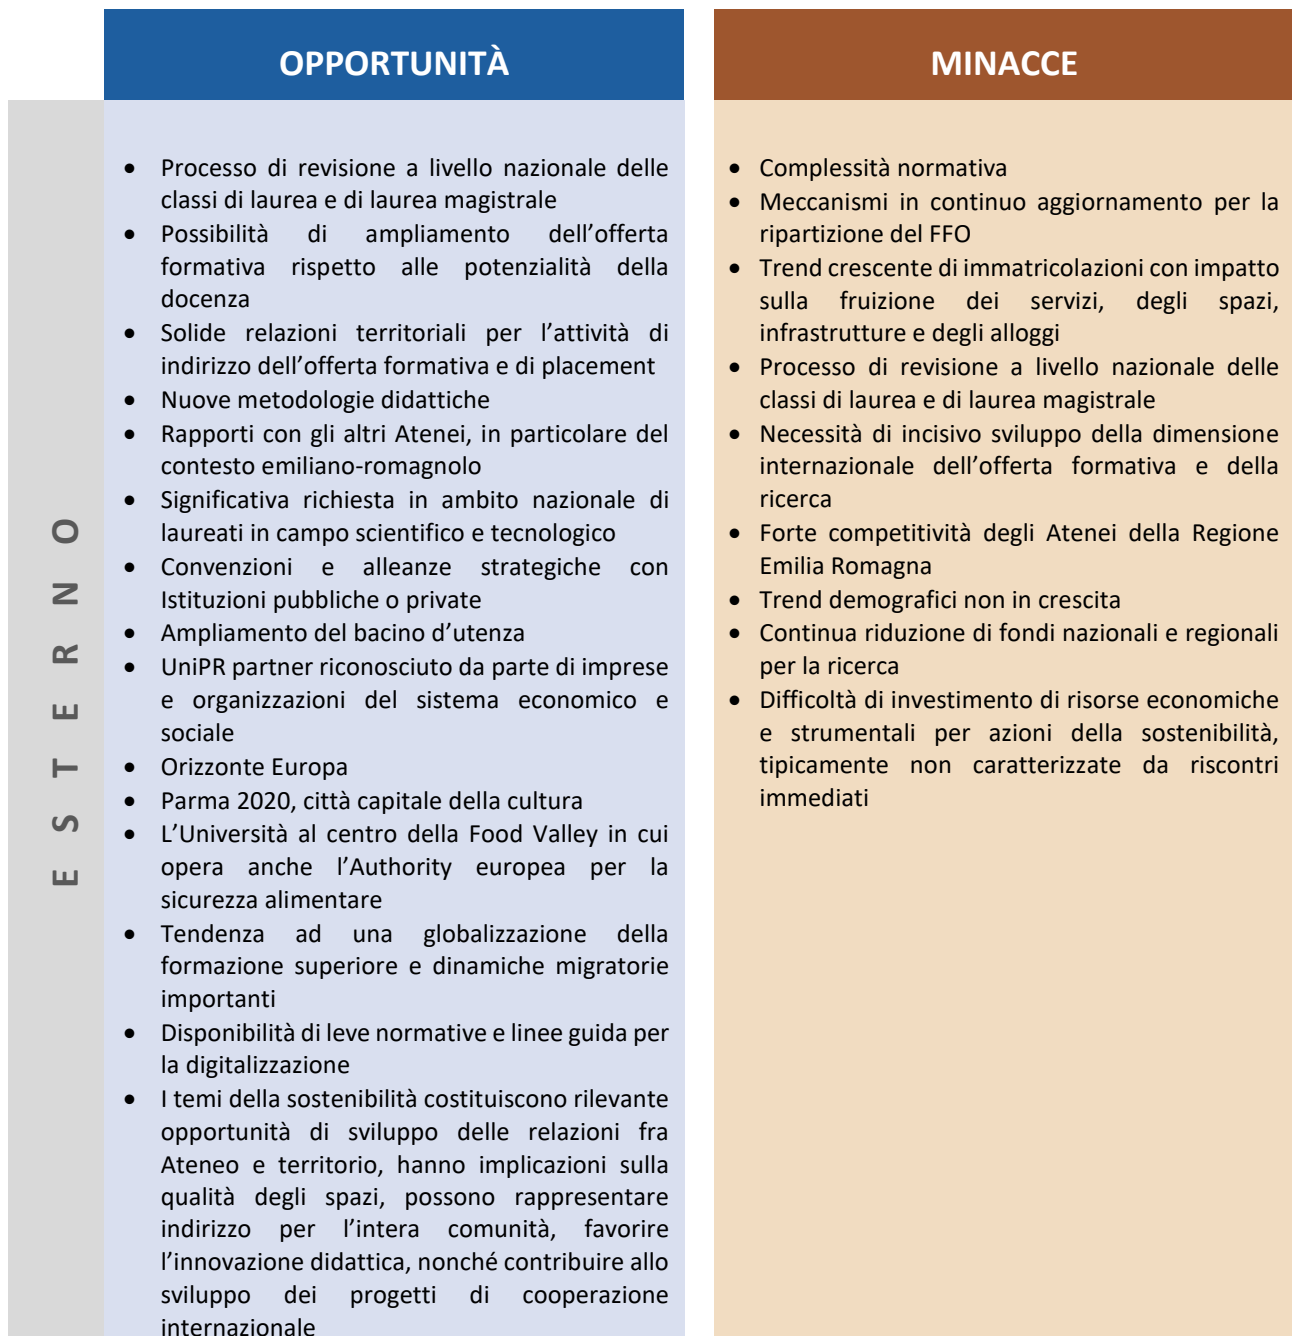 OPPORTUNITÀ
• Processo di revisione a livello nazionale delle
classi di laurea e di laurea magistrale
• Possibilità di ampliamento dell’offerta
formativa rispetto alle potenzialità della
docenza
• Solide relazioni territoriali per l’attività di
indirizzo dell’offerta formativa e di placement
• Nuove metodologie didattiche
• Rapporti con gli altri Atenei, in particolare del
contesto emiliano-romagnolo
• Significativa richiesta in ambito nazionale di
laureati in campo scientifico e tecnologico
• Convenzioni e alleanze strategiche con
Istituzioni pubbliche o private
• Ampliamento del bacino d’utenza
• UniPR partner riconosciuto da parte di imprese
e organizzazioni del sistema economico e
sociale
• Orizzonte Europa
• Parma 2020, città capitale della cultura
• L’Università al centro della Food Valley in cui
opera anche l’Authority europea per la
sicurezza alimentare
• Tendenza ad una globalizzazione della
formazione superiore e dinamiche migratorie
importanti
• Disponibilità di leve normative e linee guida per
la digitalizzazione
• I temi della sostenibilità costituiscono rilevante
opportunità di sviluppo delle relazioni fra
Ateneo e territorio, hanno implicazioni sulla
qualità degli spazi, possono rappresentare
indirizzo per l’intera comunità, favorire
l’innovazione didattica, nonché contribuire allo
sviluppo dei progetti di cooperazione
internazionale
MINACCE
• Complessità normativa
• Meccanismi in continuo aggiornamento per la
ripartizione del FFO
• Trend crescente di immatricolazioni con impatto
sulla fruizione dei servizi, degli spazi,
infrastrutture e degli alloggi
• Processo di revisione a livello nazionale delle
classi di laurea e di laurea magistrale
• Necessità di incisivo sviluppo della dimensione
internazionale dell’offerta formativa e della
ricerca
• Forte competitività degli Atenei della Regione
Emilia Romagna
• Trend demografici non in crescita
• Continua riduzione di fondi nazionali e regionali
per la ricerca
• Difficoltà di investimento di risorse economiche
e strumentali per azioni della sostenibilità,
tipicamente non caratterizzate da riscontri
immediati
E S T E R N O